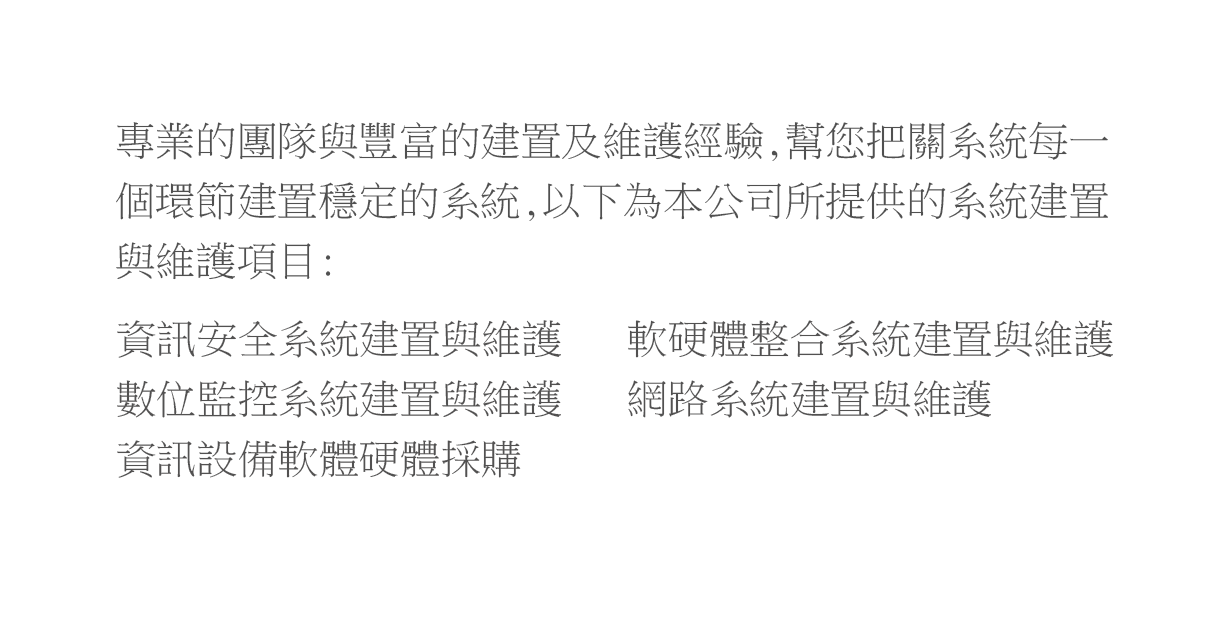 專業的團隊與豐富的建置及維護經驗,幫您把關系統每一
個環節建置穩定的系統,以下為本公司所提供的系統建置
與維護項目:
資訊安全系統建置與維護 軟硬體整合系統建置與維護
數位監控系統建置與維護 網路系統建置與維護
資訊設備軟體硬體採購